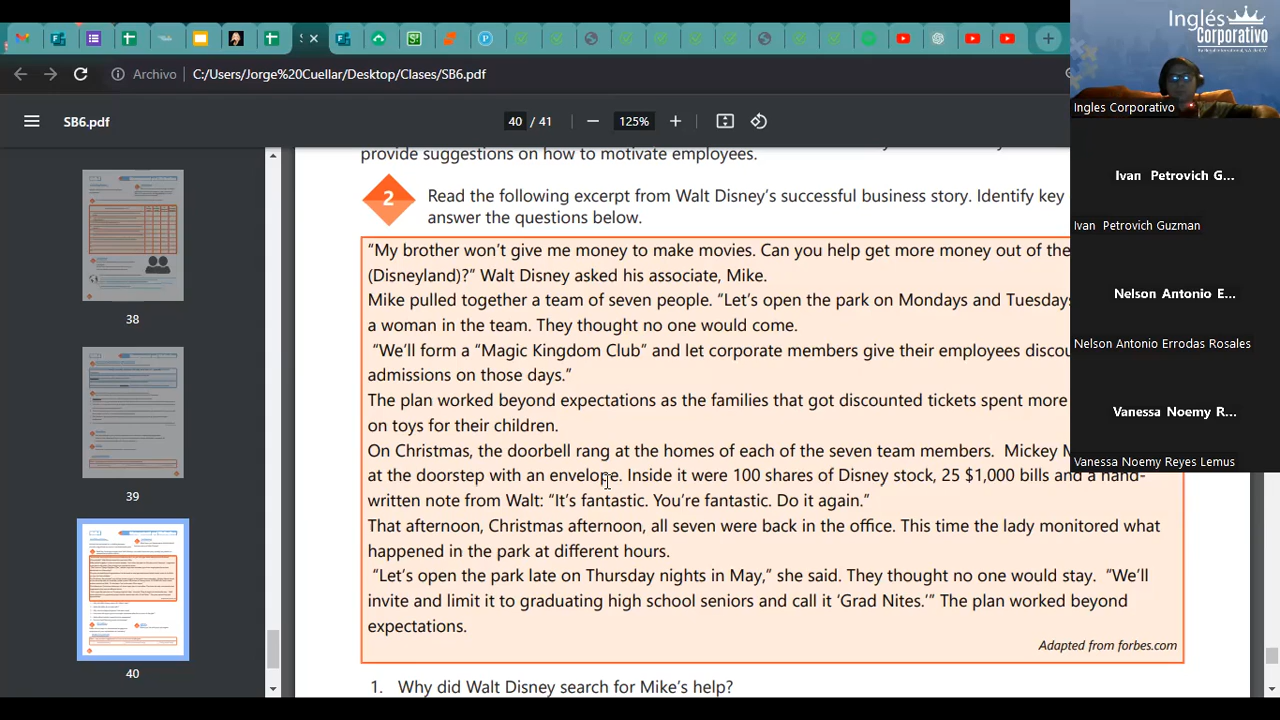 Archivo
C:/Users/Jorge%20Cuellar/Desktop/Clases/SB6.pdf
SB6.pdf
40 / 41
125%
Inglés
Corporativo
Ingles Corporativo
Ivan Petrovich G...
Ivan Petrovich Guzman
Nelson Antonio E...
Nelson Antonio Errodas Rosales
Vanessa Noemy R...
Vanessa Noemy Reyes Lemus
38
39
40
provide suggestions on how to motivate employees.
2
Read the following excerpt from Walt Disney’s successful business story. Identify key
answer the questions below.
“My brother won’t give me money to make movies. Can you help get more money out of the
(Disneyland)?” Walt Disney asked his associate, Mike.
Mike pulled together a team of seven people. “Let’s open the park on Mondays and Tuesdays
a woman in the team. They thought no one would come.
“We’ll form a “Magic Kingdom Club” and let corporate members give their employees discou
admissions on those days.”
The plan worked beyond expectations as the families that got discounted tickets spent more
on toys for their children.
On Christmas, the doorbell rang at the homes of each of the seven team members. Mickey M
at the doorstep with an envelope. Inside it were 100 shares of Disney stock, 25 $1,000 bills and a hand-
written note from Walt: “It’s fantastic. You’re fantastic. Do it again.”
That afternoon, Christmas afternoon, all seven were back in the office. This time the lady monitored what
happened in the park at different hours.
“Let’s open the park later Thursday nights in May,” she said. They thought no one would stay. “We’ll
invite and limit it to graduating high school seniors and call it ‘Grad Nites.’” The plan worked beyond
expectations.
Adapted from forbes.com
1. Why did Walt Disney search for Mike’s help?